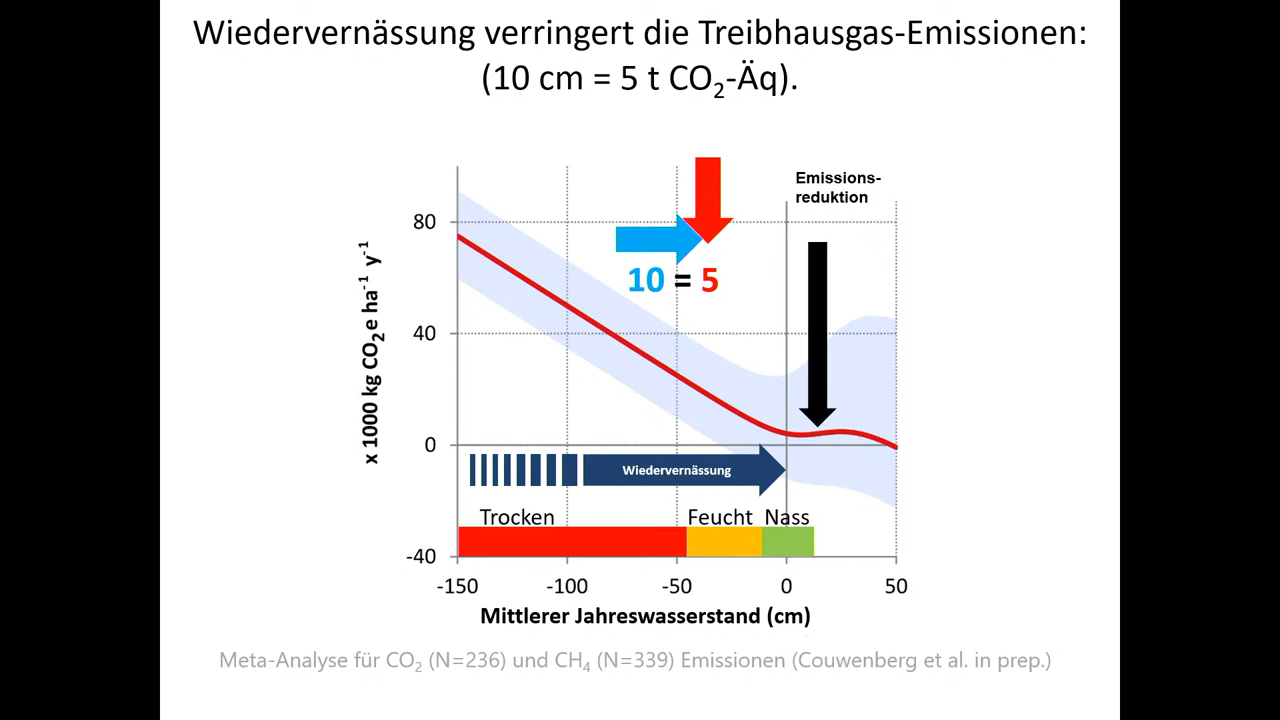 Wiedervernässung verringert die Treibhausgas-Emissionen:
(10 cm = 5 t CO₂-Äq).
Emissions-
reduktion
80
10 = 5
x 1000 kg CO₂e ha⁻¹ y⁻¹
40
0
Wiedervernässung
Trocken Feucht Nass
-40
-150 -100 -50 0 50
Mittlerer Jahreswasserstand (cm)
Meta-Analyse für CO₂ (N=236) und CH₄ (N=339) Emissionen (Couwenberg et al. in prep.)